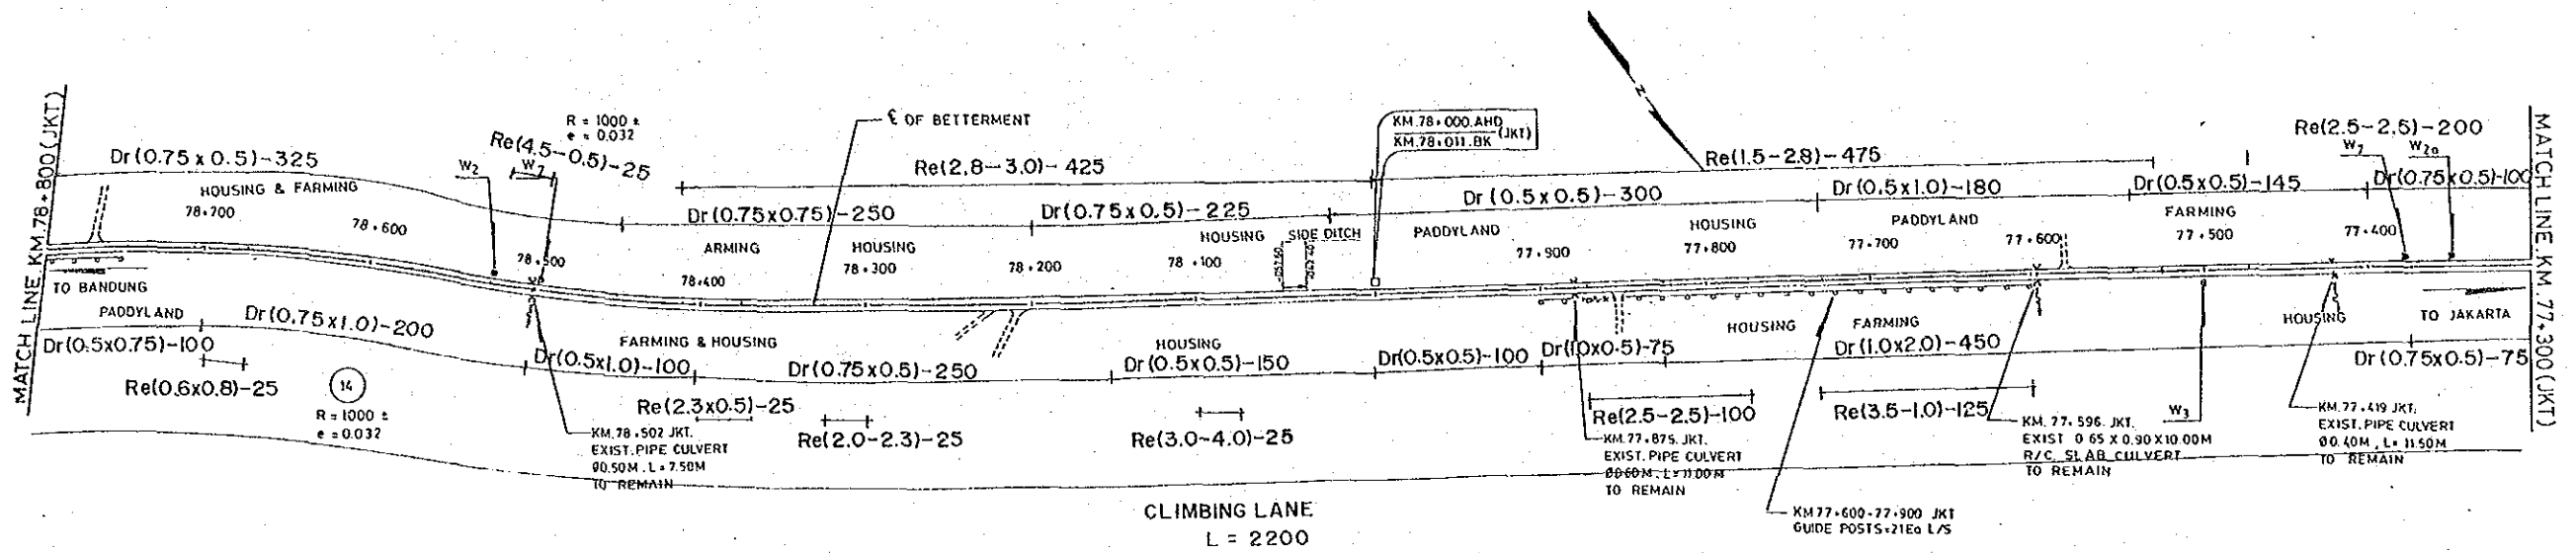 MATCH LINE. KM. 78+800 (JKT)
Dr(0.75 x 0.5)-325
HOUSING & FARMING
78+700
78+600
W2
W7
Re(4.5-0.5)-25
R = 1000 ±
e = 0.032
℄ OF BETTERMENT
Re(2.8-3.0)-425
KM.78+000.AHD
KM.78+011.BK
(JKT)
N
Re(1.5-2.8)-475
Re(2.5-2.5)-200
W7
W2a
MATCH LINE. KM. 77+300 (JKT)
Dr(0.75x0.75)-250
Dr(0.75x0.5)-225
Dr(0.5x0.5)-300
Dr(0.5x1.0)-180
Dr(0.5x0.5)-145
Dr(0.75x0.5)-100
78+500
ARMING
78+400
HOUSING
78+300
78+200
HOUSING
78+100
SIDE DITCH
PADDYLAND
77+900
HOUSING
77+800
PADDYLAND
77+700
77+600
FARMING
77+500
77+400
TO BANDUNG
PADDYLAND
Dr(0.5x0.75)-100
Dr(0.75x1.0)-200
Re(0.6x0.8)-25
14
R = 1000 ±
e = 0.032
FARMING & HOUSING
Dr(0.5x1.0)-100
Dr(0.75x0.5)-250
HOUSING
Dr(0.5x0.5)-150
Dr(0.5x0.5)-100
Dr(1.0x0.5)-75
HOUSING
FARMING
Dr(1.0x2.0)-450
HOUSING
TO JAKARTA
Dr(0.75x0.5)-75
Re(2.3x0.5)-25
Re(2.0-2.3)-25
Re(3.0-4.0)-25
Re(2.5-2.5)-100
Re(3.5-1.0)-125
W3
KM.78+502 JKT.
EXIST. PIPE CULVERT
Ø0.50M. L=7.50M
TO REMAIN
KM.77+875. JKT.
EXIST. PIPE CULVERT
Ø0.60M, L=11.00M
TO REMAIN
KM. 77+596. JKT.
EXIST 0.65 X 0.90 X 10.00M
R/C. SLAB CULVERT
TO REMAIN
KM.77+419 JKT.
EXIST. PIPE CULVERT
Ø0.40M, L=11.50M
TO REMAIN
KM77+600-77+900 JKT
GUIDE POSTS=21Ea L/S
CLIMBING LANE
L = 2200